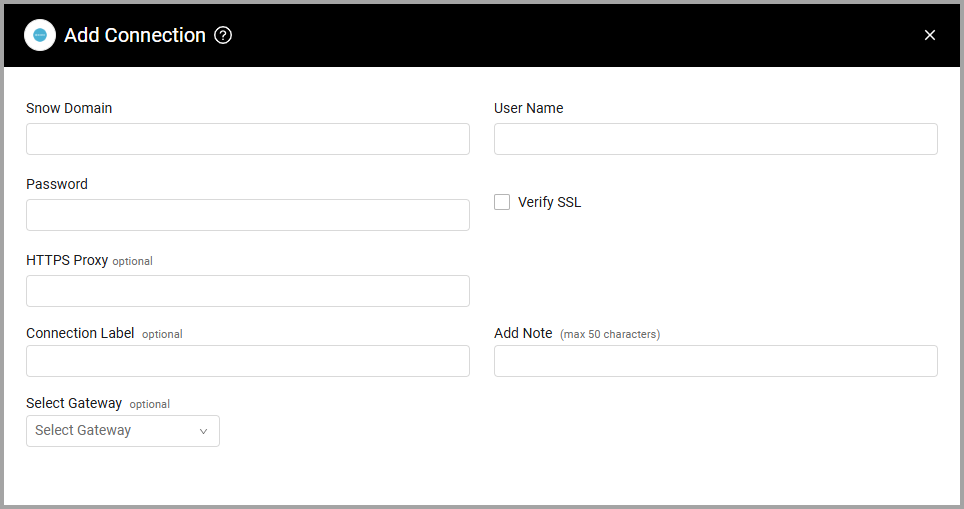 Add Connection ?
Snow Domain
User Name
Password
Verify SSL
HTTPS Proxy optional
Connection Label optional
Add Note (max 50 characters)
Select Gateway optional
Select Gateway